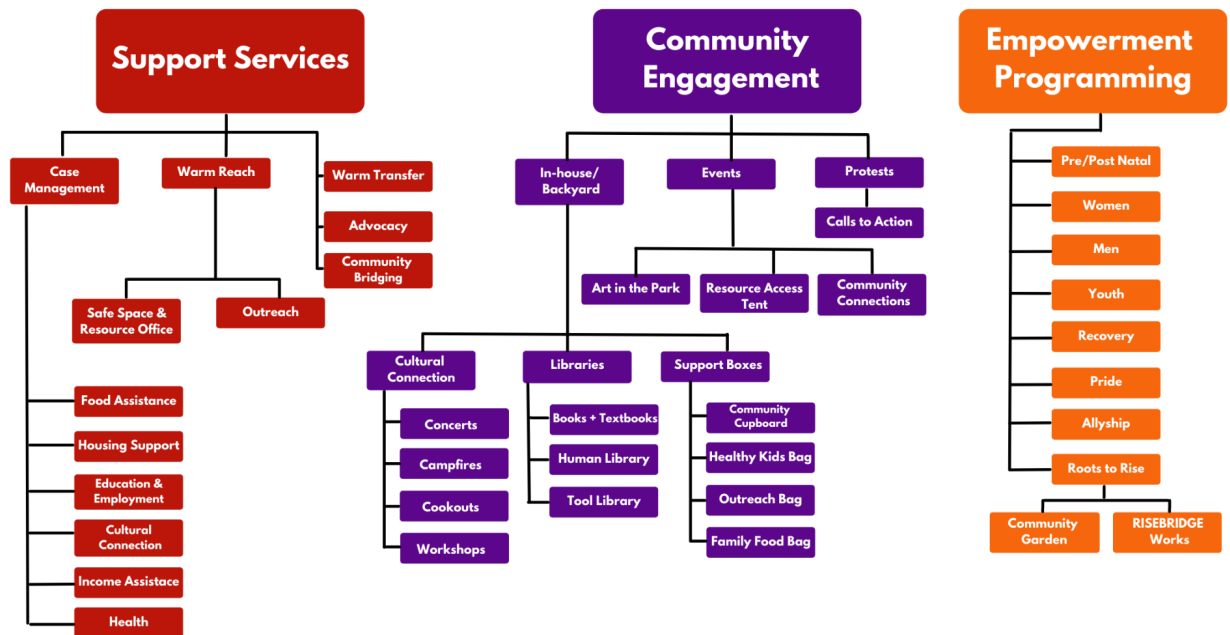 Support Services
Case
Management
Warm Reach
Warm Transfer
Advocacy
Community
Bridging
Safe Space &
Resource Office
Outreach
Food Assistance
Housing Support
Education &
Employment
Cultural
Connection
Income Assistace
Health
Community
Engagement
In-house/
Backyard
Events
Protests
Calls to Action
Art in the Park
Resource Access
Tent
Community
Connections
Cultural
Connection
Concerts
Campfires
Cookouts
Workshops
Libraries
Books + Textbooks
Human Library
Tool Library
Support Boxes
Community
Cupboard
Healthy Kids Bag
Outreach Bag
Family Food Bag
Empowerment
Programming
Pre/Post Natal
Women
Men
Youth
Recovery
Pride
Allyship
Roots to Rise
Community
Garden
RISEBRIDGE
Works